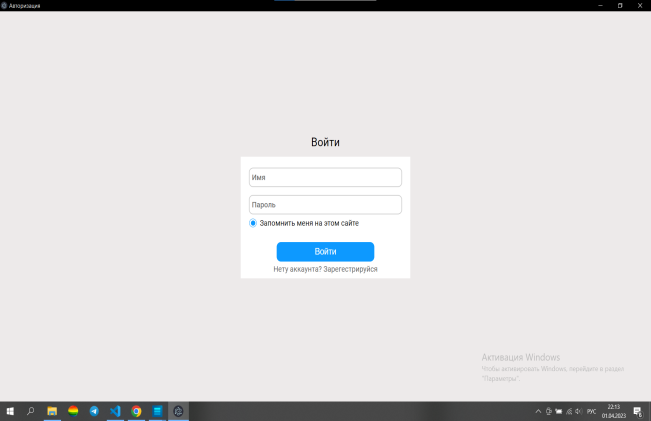 Авторизация
Войти
Имя
Пароль
Запомнить меня на этом сайте
Войти
Нету аккаунта? Зарегестрируйся
Активация Windows
Чтобы активировать Windows, перейдите в раздел
"Параметры".
РУС
22:13
01.04.2023